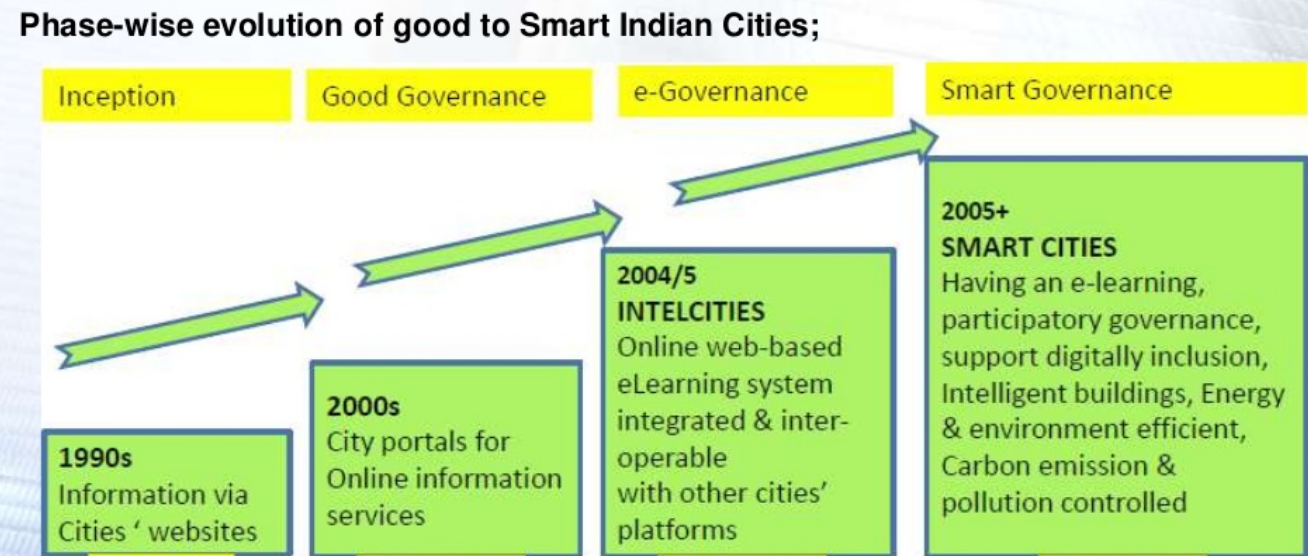 Phase-wise evolution of good to Smart Indian Cities;
Inception
Good Governance
e-Governance
Smart Governance
1990s
Information via
Cities ‘ websites
2000s
City portals for
Online information
services
2004/5
INTELCITIES
Online web-based
eLearning system
integrated & inter-
operable
with other cities’
platforms
2005+
SMART CITIES
Having an e-learning,
participatory governance,
support digitally inclusion,
Intelligent buildings, Energy
& environment efficient,
Carbon emission &
pollution controlled